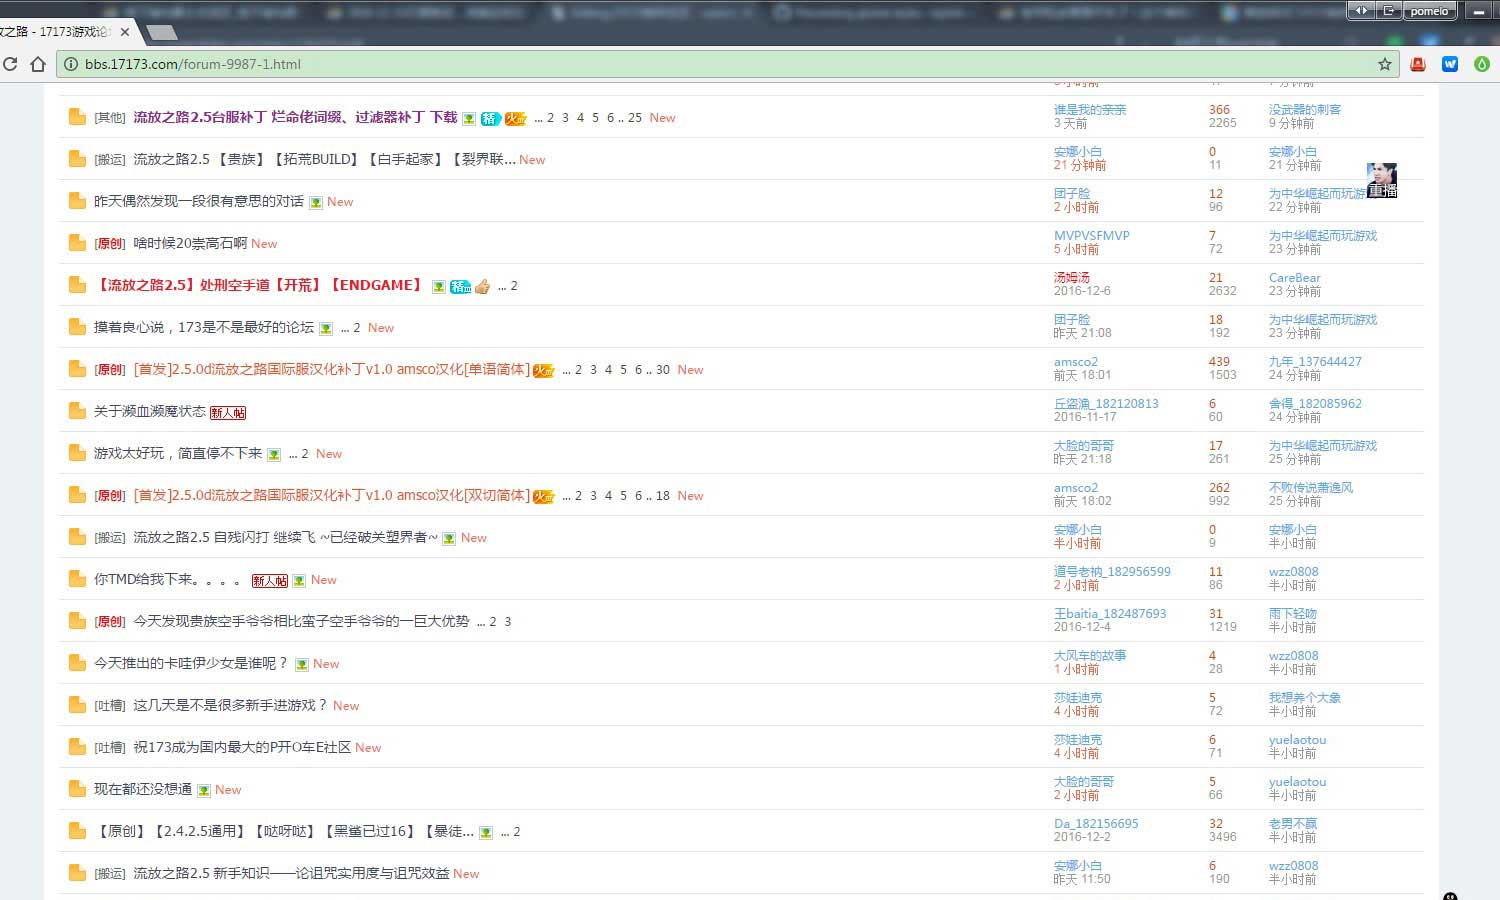 pomelo
放之路 - 17173游戏论
bbs.17173.com/forum-9987-1.html
[其他] 流放之路2.5台服补丁 烂命佬词缀、过滤器补丁 下载 精 火 ... 2 3 4 5 6 .. 25 New
谁是我的亲亲 366 没武器的刺客
3 天前 2265 9 分钟前
[搬运] 流放之路2.5 【贵族】【拓荒BUILD】【白手起家】【裂界联... New
安娜小白 0 安娜小白
21 分钟前 11 21 分钟前
重播
昨天偶然发现一段很有意思的对话 New
团子脸 12 为中华崛起而玩游
2 小时前 96 22 分钟前
[原创] 啥时候20崇高石啊 New
MVPVSFMVP 7 为中华崛起而玩游戏
5 小时前 72 23 分钟前
【流放之路2.5】处刑空手道【开荒】【ENDGAME】 精 ... 2
汤姆汤 21 CareBear
2016-12-6 2632 23 分钟前
摸着良心说，173是不是最好的论坛 ... 2 New
团子脸 18 为中华崛起而玩游戏
昨天 21:08 192 23 分钟前
[原创] [首发]2.5.0d流放之路国际服汉化补丁v1.0 amsco汉化[单语简体] 火 ... 2 3 4 5 6 .. 30 New
amsco2 439 九年_137644427
前天 18:01 1503 24 分钟前
关于濒血濒魔状态 新人帖
丘盗渔_182120813 6 舍得_182085962
2016-11-17 60 24 分钟前
游戏太好玩，简直停不下来 ... 2 New
大脸的哥哥 17 为中华崛起而玩游戏
昨天 21:18 261 25 分钟前
[原创] [首发]2.5.0d流放之路国际服汉化补丁v1.0 amsco汉化[双切简体] 火 ... 2 3 4 5 6 .. 18 New
amsco2 262 不败传说萧逸风
前天 18:02 992 25 分钟前
[搬运] 流放之路2.5 自残闪打 继续飞 ~已经破关塑界者~ New
安娜小白 0 安娜小白
半小时前 9 半小时前
你TMD给我下来。。。。 新人帖 New
道号老衲_182956599 11 wzz0808
2 小时前 86 半小时前
[原创] 今天发现贵族空手爷爷相比蛮子空手爷爷的一巨大优势 ... 2 3
王baitia_182487693 31 雨下轻吻
2016-12-4 1219 半小时前
今天推出的卡哇伊少女是谁呢？ New
大风车的故事 4 wzz0808
1 小时前 28 半小时前
[吐槽] 这几天是不是很多新手进游戏？ New
莎娃迪克 5 我想养个大象
4 小时前 72 半小时前
[吐槽] 祝173成为国内最大的P开O车E社区 New
莎娃迪克 6 yuelaotou
4 小时前 71 半小时前
现在都还没想通 New
大脸的哥哥 5 yuelaotou
2 小时前 66 半小时前
【原创】【2.4.2.5通用】【哒呀哒】【黑鲨已过16】【暴徒... ... 2
Da_182156695 32 老男不赢
2016-12-2 3496 半小时前
[搬运] 流放之路2.5 新手知识——论诅咒实用度与诅咒效益 New
安娜小白 6 wzz0808
昨天 11:50 190 半小时前